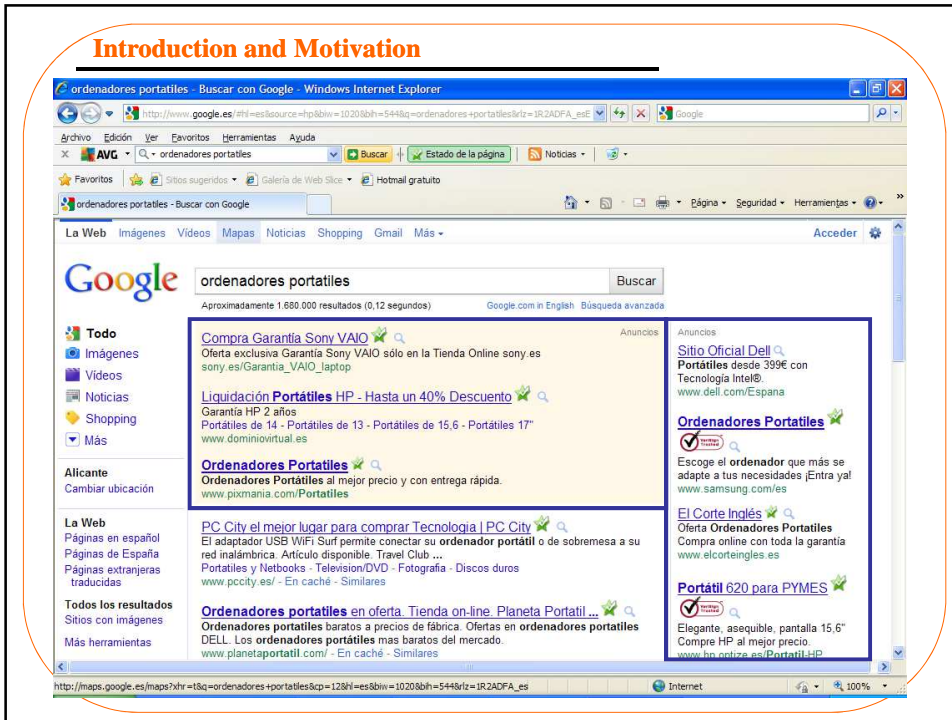 Introduction and Motivation
ordenadores portatiles - Buscar con Google - Windows Internet Explorer
http://www.google.es/#hl=es&source=hp&biw=1020&bih=544&q=ordenadores+portatiles&rlz=1R2ADFA_esE
Google
Archivo Edición Ver Favoritos Herramientas Ayuda
AVG ordenadores portatiles Buscar Estado de la página Noticias
Favoritos Sitios sugeridos Galería de Web Slice Hotmail gratuito
ordenadores portatiles - Buscar con Google
Página Seguridad Herramientas
La Web Imágenes Vídeos Mapas Noticias Shopping Gmail Más
Acceder
Google
ordenadores portatiles
Buscar
Aproximadamente 1.680.000 resultados (0,12 segundos)
Google.com in English Búsqueda avanzada
Todo
Imágenes
Vídeos
Noticias
Shopping
Más
Alicante
Cambiar ubicación
La Web
Páginas en español
Páginas de España
Páginas extranjeras
traducidas
Todos los resultados
Sitios con imágenes
Más herramientas
Anuncios
Compra Garantía Sony VAIO
Oferta exclusiva Garantía Sony VAIO sólo en la Tienda Online sony.es
sony.es/Garantia_VAIO_laptop
Liquidación Portátiles HP - Hasta un 40% Descuento
Garantía HP 2 años
Portátiles de 14 - Portátiles de 13 - Portátiles de 15,6 - Portátiles 17"
www.dominiovirtual.es
Ordenadores Portatiles
Ordenadores Portátiles al mejor precio y con entrega rápida.
www.pixmania.com/Portatiles
PC City el mejor lugar para comprar Tecnologia | PC City
El adaptador USB WiFi Surf permite conectar su ordenador portátil o de sobremesa a su
red inalámbrica. Artículo disponible. Travel Club ...
Portatiles y Netbooks - Television/DVD - Fotografia - Discos duros
www.pccity.es/ - En caché - Similares
Ordenadores portatiles en oferta. Tienda on-line. Planeta Portatil ...
Ordenadores portatiles baratos a precios de fábrica. Ofertas en ordenadores portatiles
DELL. Los ordenadores portátiles mas baratos del mercado.
www.planetaportatil.com/ - En caché - Similares
Anuncios
Sitio Oficial Dell
Portátiles desde 399€ con
Tecnología Intel®.
www.dell.com/Espana
Ordenadores Portatiles
Escoge el ordenador que más se
adapte a tus necesidades ¡Entra ya!
www.samsung.com/es
El Corte Inglés
Oferta Ordenadores Portatiles
Compra online con toda la garantía
www.elcorteingles.es
Portátil 620 para PYMES
Elegante, asequible, pantalla 15,6"
Compre HP al mejor precio.
www.hp.optize.es/Portatil-HP
http://maps.google.es/maps?xhr=t&q=ordenadores+portatiles&cp=12&hl=es&biw=1020&bih=544&rlz=1R2ADFA_es
Internet
100%